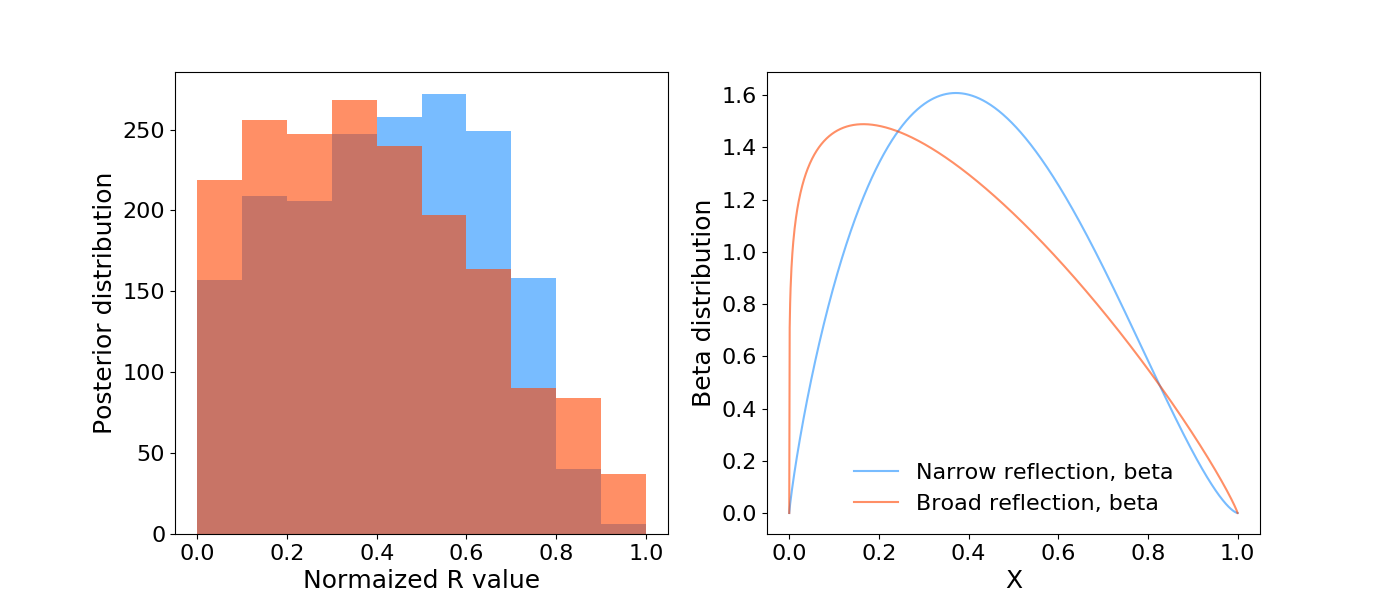 Posterior distribution
250
200
150
100
50
0
0.0 0.2 0.4 0.6 0.8 1.0
Normaized R value
Beta distribution
1.6
1.4
1.2
1.0
0.8
0.6
0.4
0.2
0.0
Narrow reflection, beta
Broad reflection, beta
0.0 0.2 0.4 0.6 0.8 1.0
X